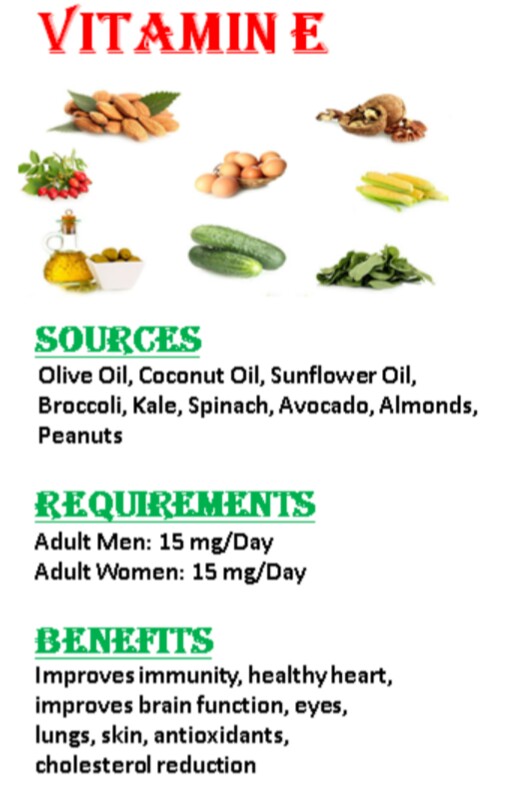 VITAMIN E
SOURCES
Olive Oil, Coconut Oil, Sunflower Oil,
Broccoli, Kale, Spinach, Avocado, Almonds,
Peanuts
REQUIREMENTS
Adult Men: 15 mg/Day
Adult Women: 15 mg/Day
BENEFITS
Improves immunity, healthy heart,
improves brain function, eyes,
lungs, skin, antioxidants,
cholesterol reduction